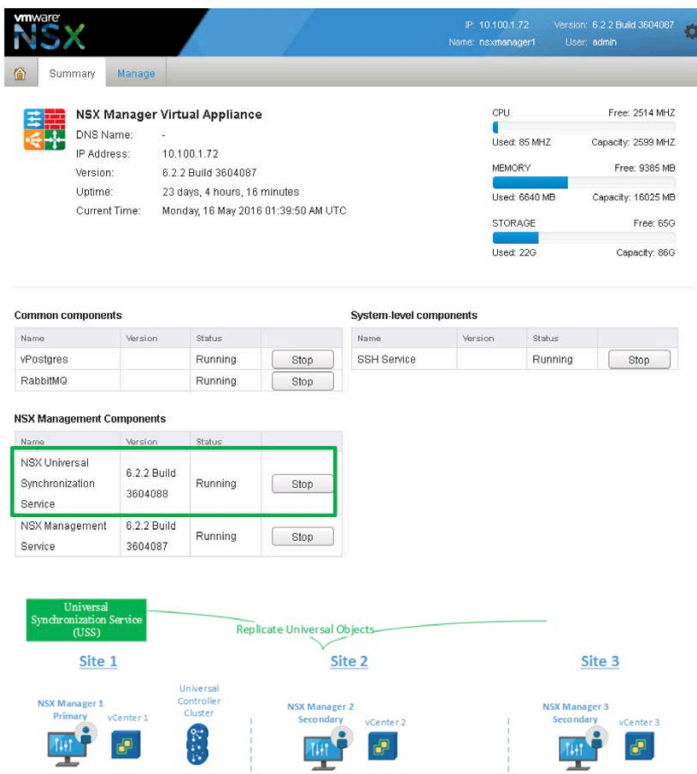 vmware
NSX
IP: 10.100.1.72 Version: 6.2.2 Build 3604087
Name: nsxmanager1 User: admin
Summary Manage
NSX Manager Virtual Appliance
DNS Name: -
IP Address: 10.100.1.72
Version: 6.2.2 Build 3604087
Uptime: 23 days, 4 hours, 16 minutes
Current Time: Monday, 16 May 2016 01:39:50 AM UTC
CPU Free: 2514 MHZ
Used: 85 MHZ Capacity: 2599 MHZ
MEMORY Free: 9385 MB
Used: 6640 MB Capacity: 16025 MB
STORAGE Free: 65G
Used: 22G Capacity: 86G
Common components
Name Version Status
vPostgres Running Stop
RabbitMQ Running Stop
System-level components
Name Version Status
SSH Service Running Stop
NSX Management Components
Name Version Status
NSX Universal
Synchronization
Service
6.2.2 Build
3604088
Running Stop
NSX Management
Service
6.2.2 Build
3604087
Running Stop
Universal
Synchronization Service
(USS)
Replicate Universal Objects
Site 1
Site 2
Site 3
NSX Manager 1
Primary
vCenter 1
Universal
Controller
Cluster
NSX Manager 2
Secondary
vCenter 2
NSX Manager 3
Secondary
vCenter 3